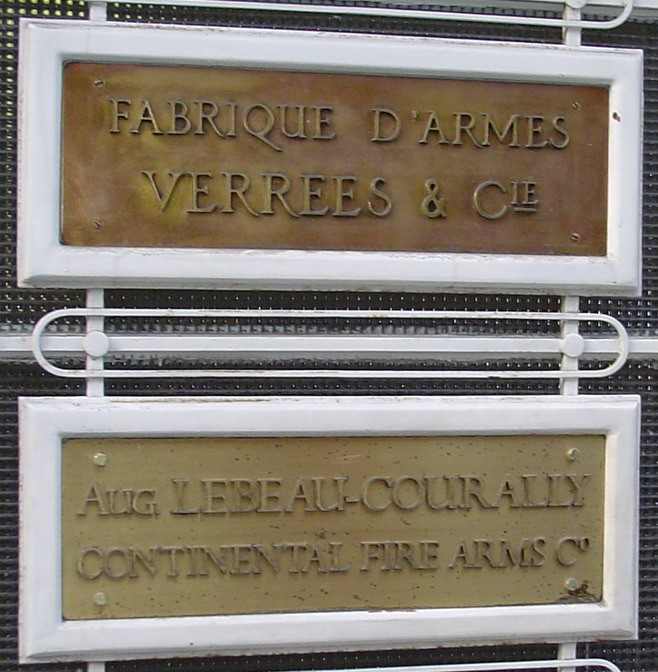 FABRIQUE D'ARMES
VERREES & CIE
AUG. LEBEAU-COURALLY
CONTINENTAL FIRE ARMS Cº